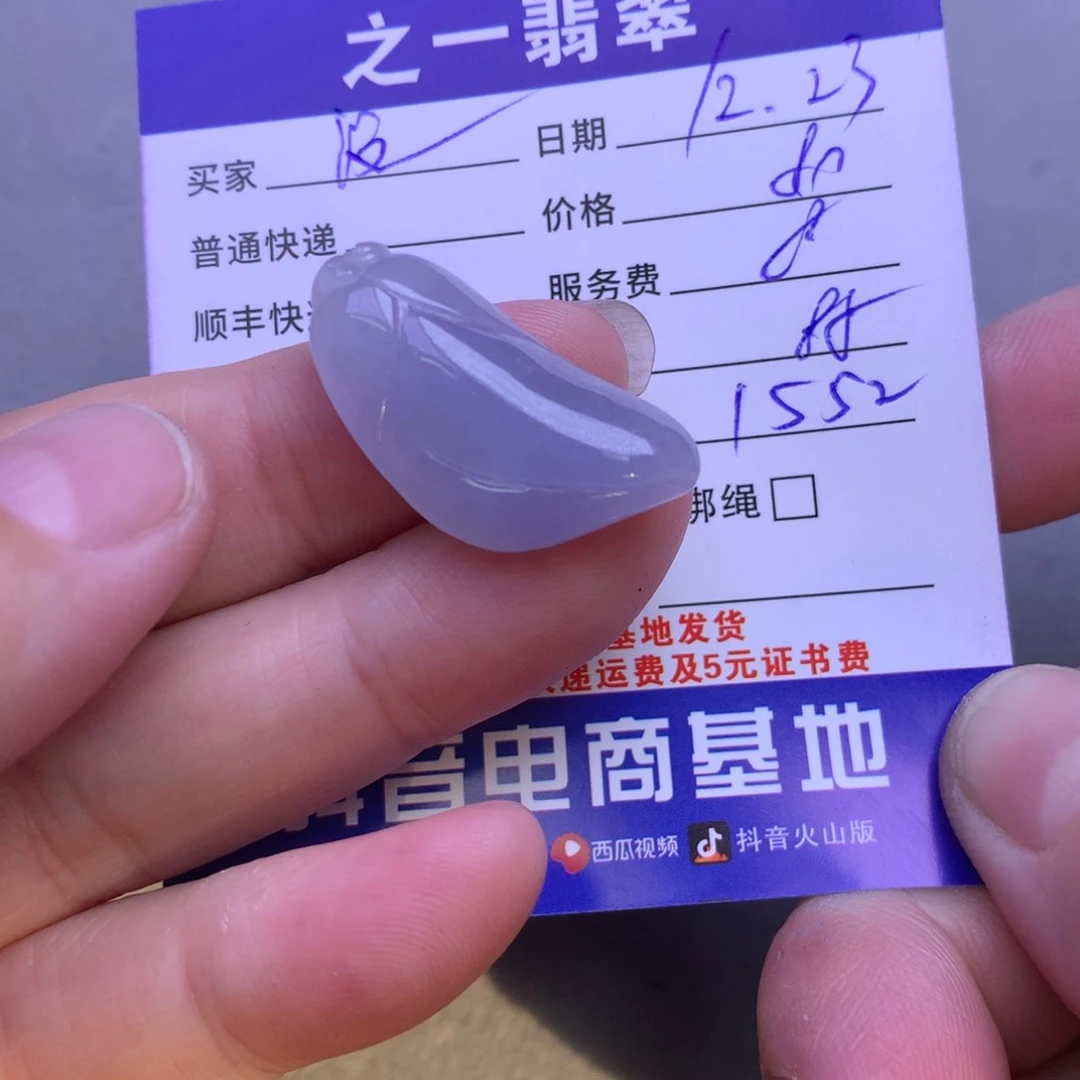 之一翡翠
买家 日期 12.23
普通快递 价格
顺丰快 服务费
1552
绑绳
基地发货
递运费及5元证书费
抖音电商基地
西瓜视频 抖音火山版